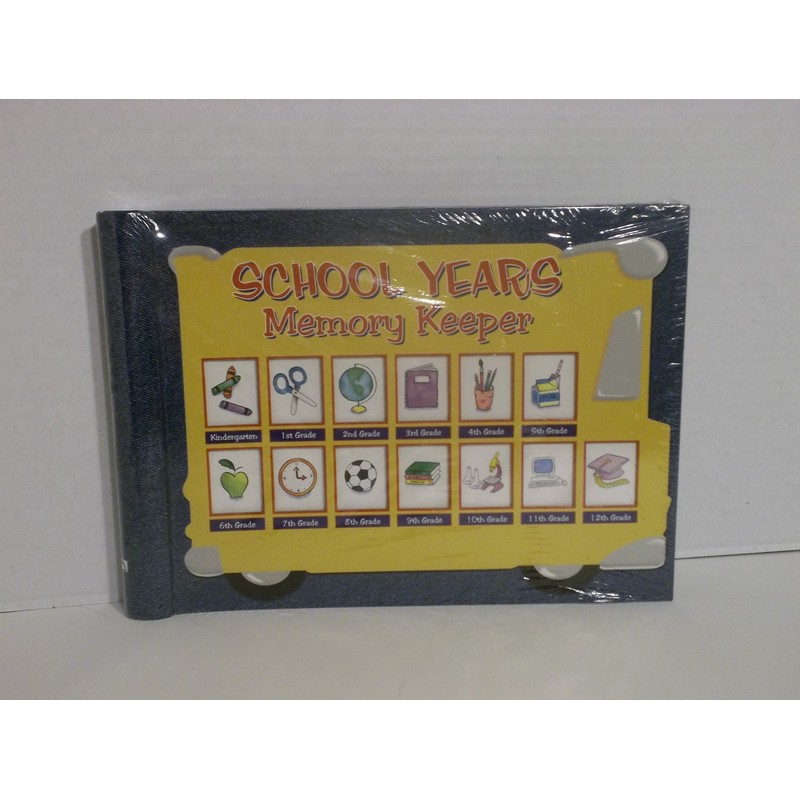 SCHOOL YEARS
Memory Keeper
Kindergarten 1st Grade 2nd Grade 3rd Grade 4th Grade 5th Grade
6th Grade 7th Grade 8th Grade 9th Grade 10th Grade 11th Grade 12th Grade